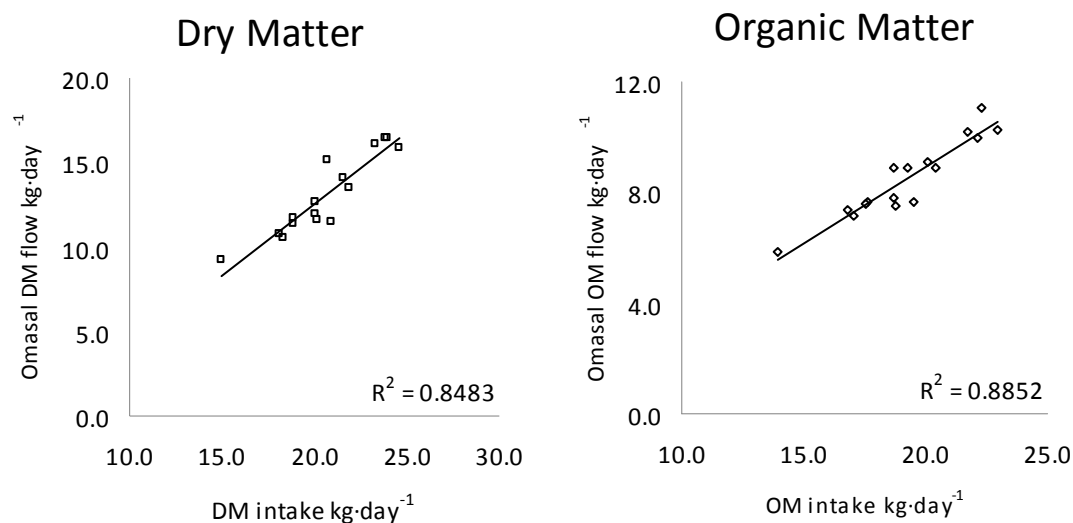 Dry Matter
Omasal DM flow kg·day⁻¹
20.0
15.0
10.0
5.0
0.0
R² = 0.8483
10.0 15.0 20.0 25.0 30.0
DM intake kg·day⁻¹
Organic Matter
Omasal OM flow kg·day⁻¹
12.0
8.0
4.0
0.0
R² = 0.8852
10.0 15.0 20.0 25.0
OM intake kg·day⁻¹